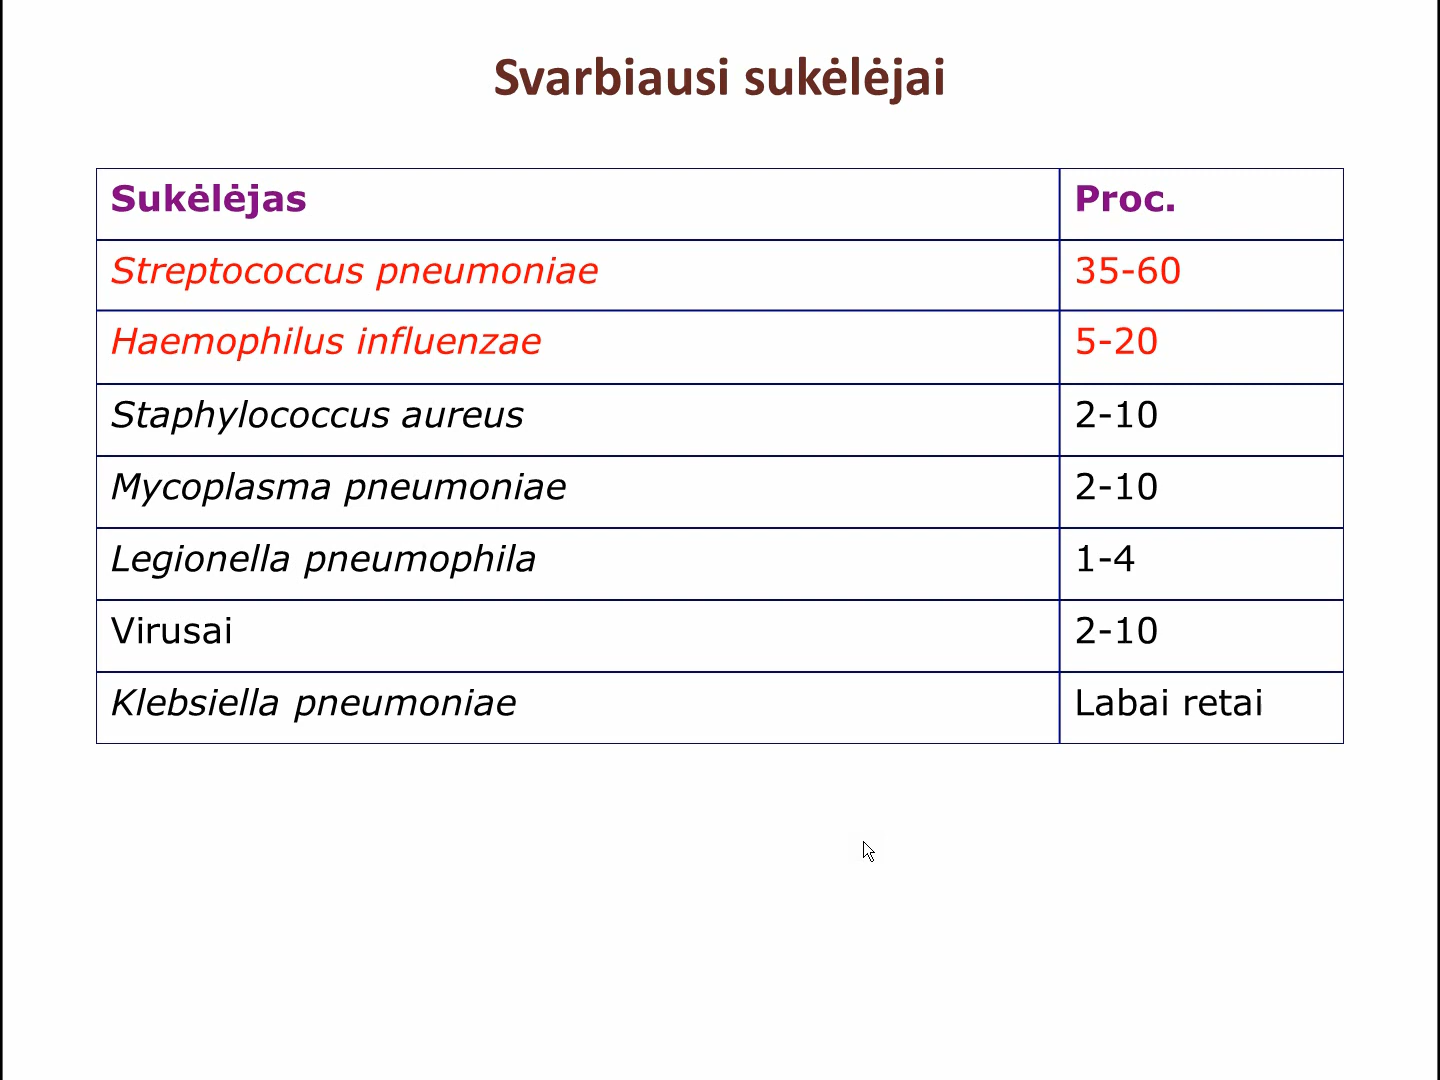 Svarbiausi sukėlėjai
Sukėlėjas Proc.
Streptococcus pneumoniae 35-60
Haemophilus influenzae 5-20
Staphylococcus aureus 2-10
Mycoplasma pneumoniae 2-10
Legionella pneumophila 1-4
Virusai 2-10
Klebsiella pneumoniae Labai retai